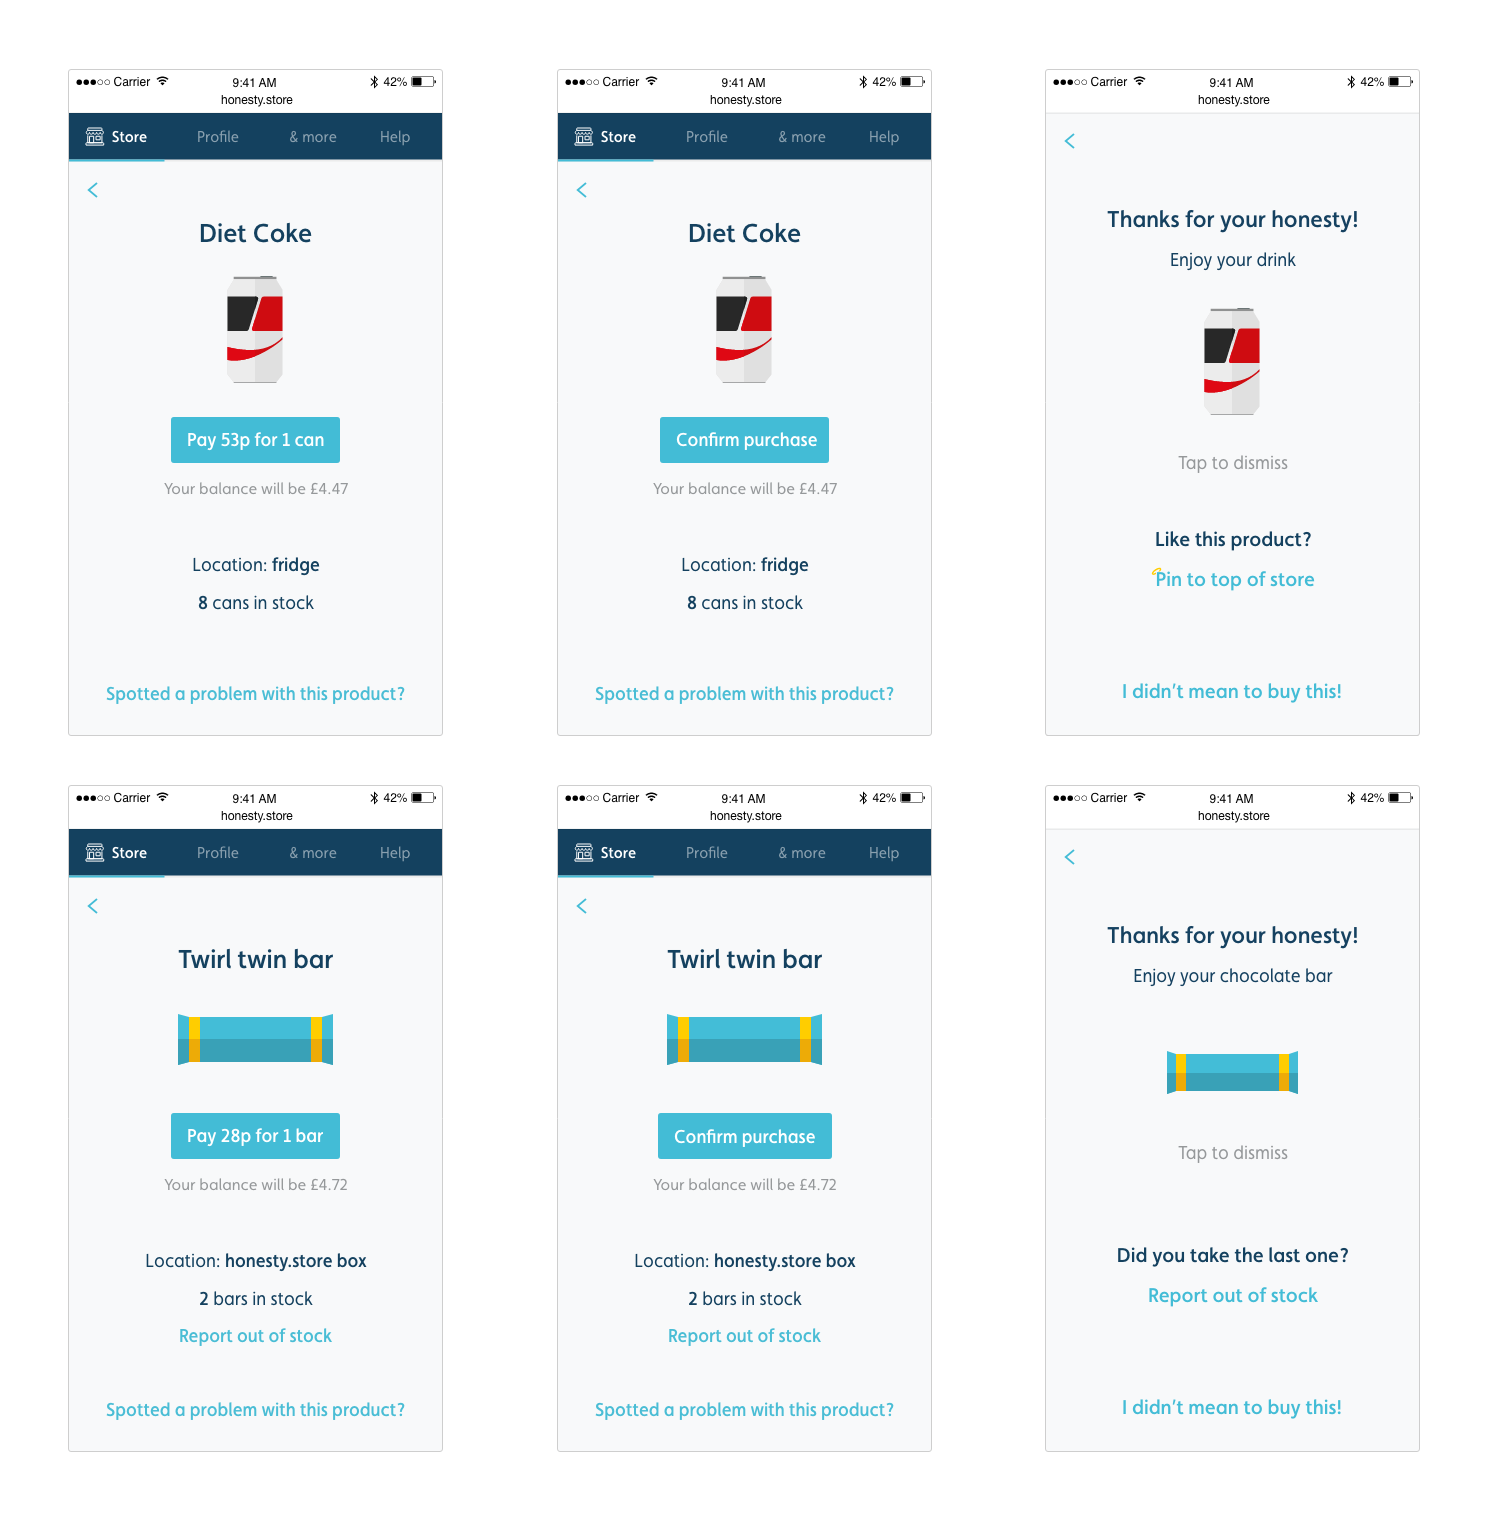 Carrier 9:41 AM 42%
honesty.store
Store Profile & more Help
Diet Coke
Pay 53p for 1 can
Your balance will be £4.47
Location: fridge
8 cans in stock
Spotted a problem with this product?
Carrier 9:41 AM 42%
honesty.store
Store Profile & more Help
Diet Coke
Confirm purchase
Your balance will be £4.47
Location: fridge
8 cans in stock
Spotted a problem with this product?
Carrier 9:41 AM 42%
honesty.store
Thanks for your honesty!
Enjoy your drink
Tap to dismiss
Like this product?
Pin to top of store
I didn't mean to buy this!
Carrier 9:41 AM 42%
honesty.store
Store Profile & more Help
Twirl twin bar
Pay 28p for 1 bar
Your balance will be £4.72
Location: honesty.store box
2 bars in stock
Report out of stock
Spotted a problem with this product?
Carrier 9:41 AM 42%
honesty.store
Store Profile & more Help
Twirl twin bar
Confirm purchase
Your balance will be £4.72
Location: honesty.store box
2 bars in stock
Report out of stock
Spotted a problem with this product?
Carrier 9:41 AM 42%
honesty.store
Thanks for your honesty!
Enjoy your chocolate bar
Tap to dismiss
Did you take the last one?
Report out of stock
I didn't mean to buy this!